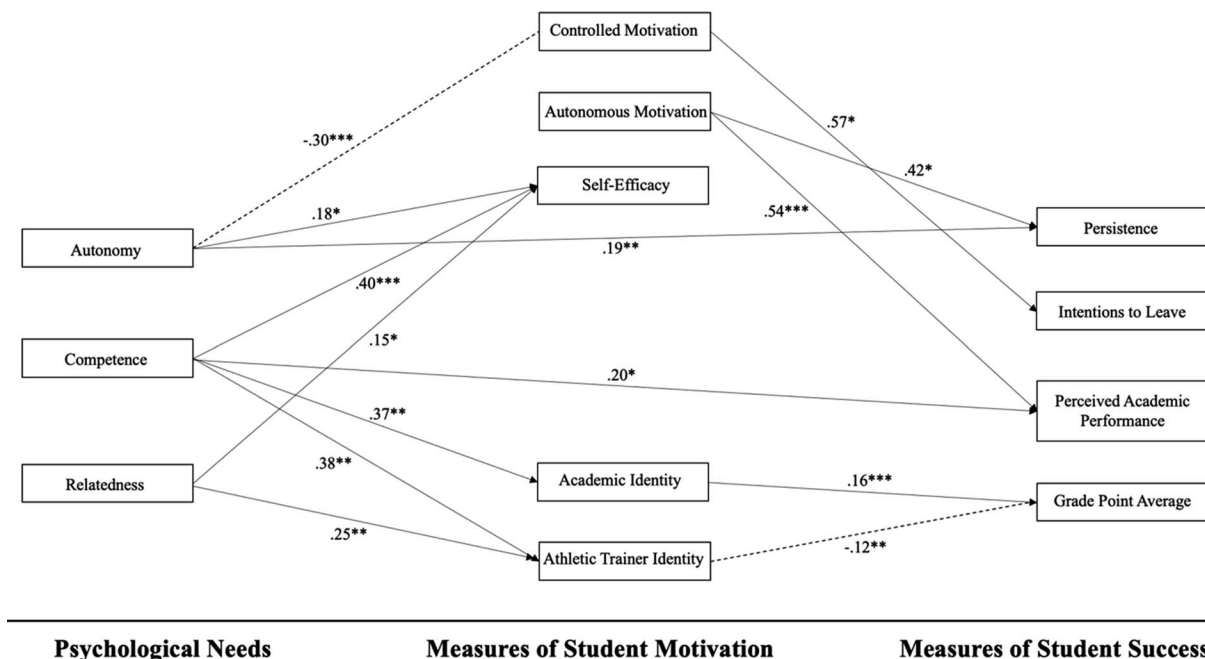 Controlled Motivation
Autonomous Motivation
-.30***
.57*
.42*
Self-Efficacy
.18*
.54***
Autonomy
.19**
Persistence
.40***
Intentions to Leave
.15*
Competence
.20*
Perceived Academic
Performance
.37**
.38**
Relatedness
Academic Identity
.16***
Grade Point Average
.25**
Athletic Trainer Identity
-.12**
Psychological Needs
Measures of Student Motivation
Measures of Student Success